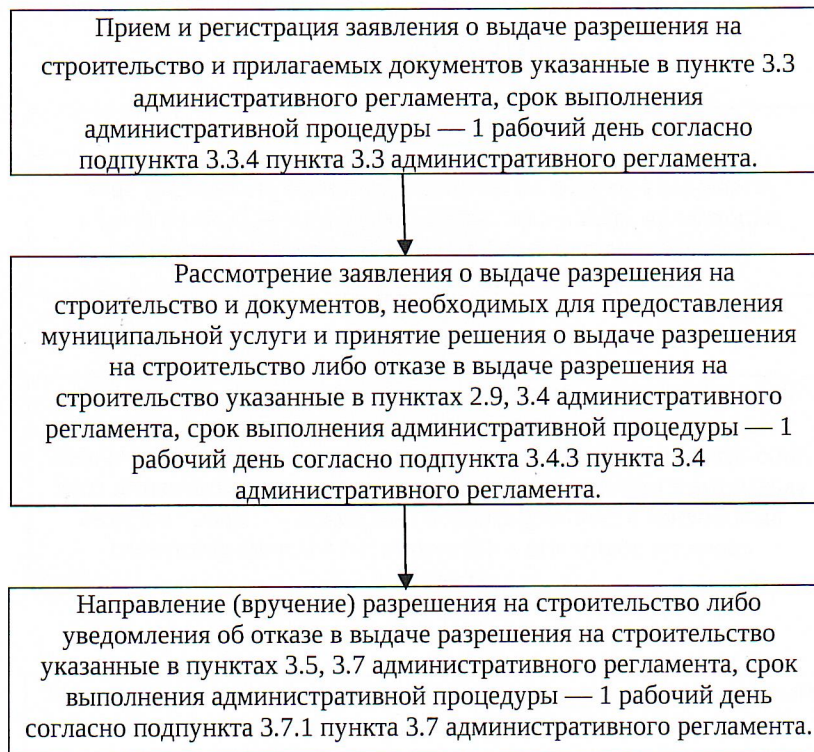 Прием и регистрация заявления о выдаче разрешения на
строительство и прилагаемых документов указанные в пункте 3.3
административного регламента, срок выполнения
административной процедуры — 1 рабочий день согласно
подпункта 3.3.4 пункта 3.3 административного регламента.
Рассмотрение заявления о выдаче разрешения на
строительство и документов, необходимых для предоставления
муниципальной услуги и принятие решения о выдаче разрешения
на строительство либо отказе в выдаче разрешения на
строительство указанные в пунктах 2.9, 3.4 административного
регламента, срок выполнения административной процедуры — 1
рабочий день согласно подпункта 3.4.3 пункта 3.4
административного регламента.
Направление (вручение) разрешения на строительство либо
уведомления об отказе в выдаче разрешения на строительство
указанные в пунктах 3.5, 3.7 административного регламента, срок
выполнения административной процедуры — 1 рабочий день
согласно подпункта 3.7.1 пункта 3.7 административного регламента.